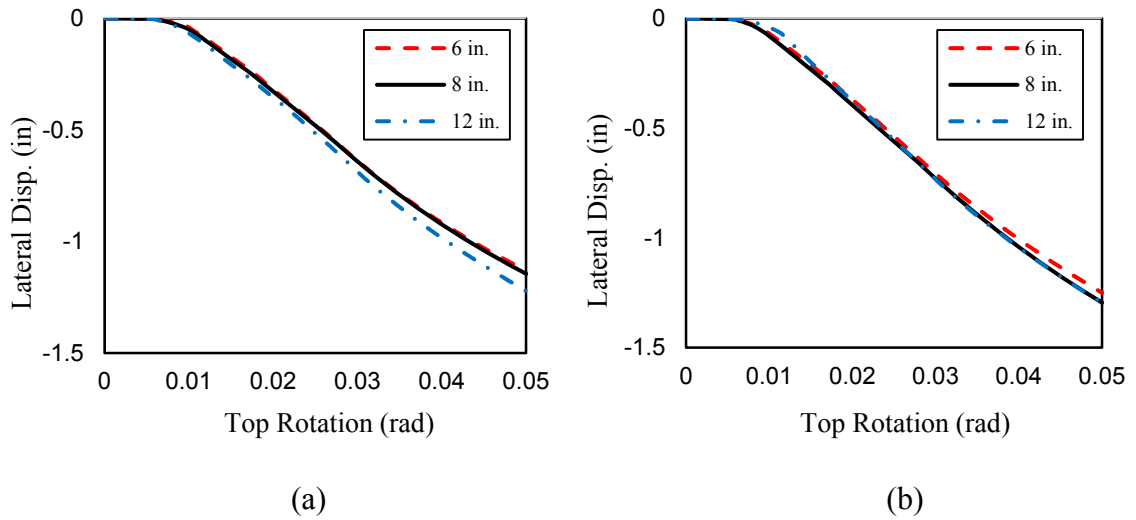 0
-0.5
-1
-1.5
Lateral Disp. (in)
0 0.01 0.02 0.03 0.04 0.05
Top Rotation (rad)
6 in.
8 in.
12 in.
(a)
0
-0.5
-1
-1.5
Lateral Disp. (in)
0 0.01 0.02 0.03 0.04 0.05
Top Rotation (rad)
6 in.
8 in.
12 in.
(b)